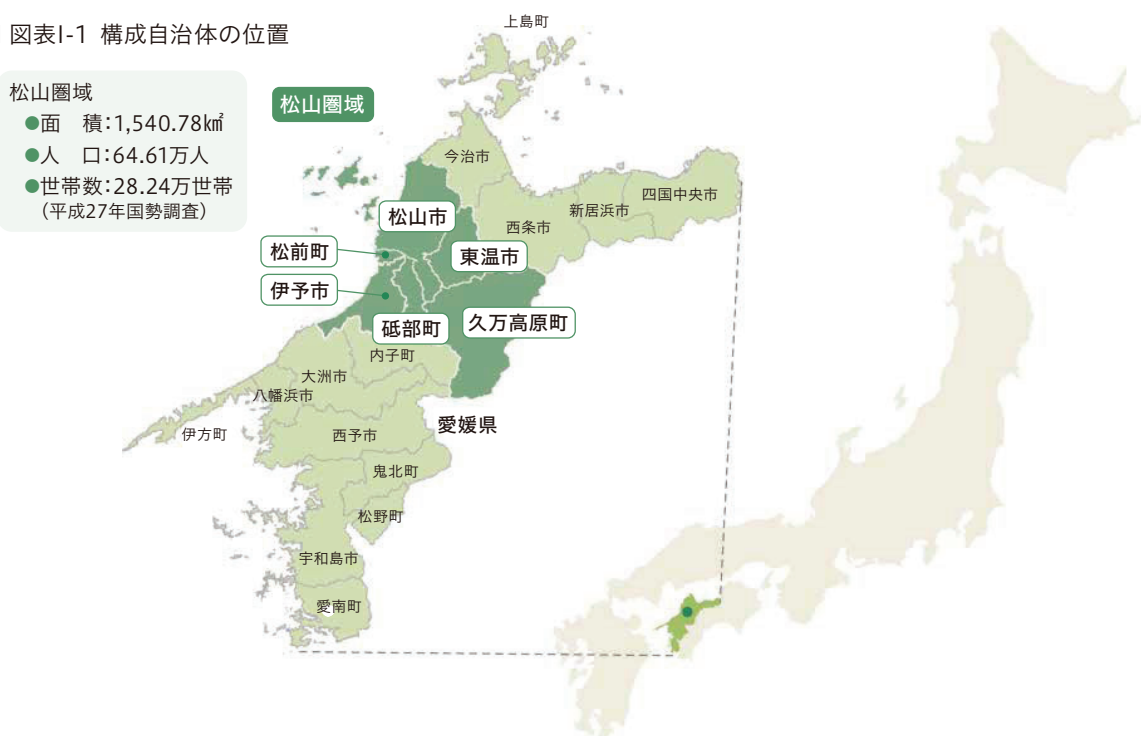 図表I-1 構成自治体の位置
松山圏域
●面　積：1,540.78㎢
●人　口：64.61万人
●世帯数：28.24万世帯
（平成27年国勢調査）
松山圏域
上島町
今治市
四国中央市
新居浜市
西条市
松山市
松前町
東温市
伊予市
砥部町
久万高原町
内子町
大洲市
八幡浜市
愛媛県
伊方町
西予市
鬼北町
松野町
宇和島市
愛南町